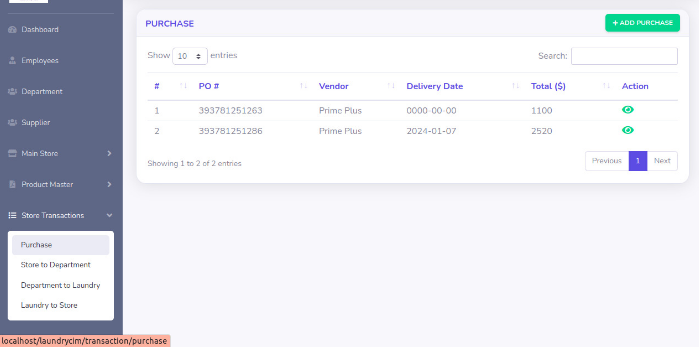 PURCHASE
+ ADD PURCHASE
Show 10 entries
Search:
# PO # Vendor Delivery Date Total ($) Action
1 393781251263 Prime Plus 0000-00-00 1100
2 393781251286 Prime Plus 2024-01-07 2520
Showing 1 to 2 of 2 entries
Previous 1 Next
Dashboard
Employees
Department
Supplier
Main Store
Product Master
Store Transactions
Purchase
Store to Department
Department to Laundry
Laundry to Store
localhost/laundrycim/transaction/purchase